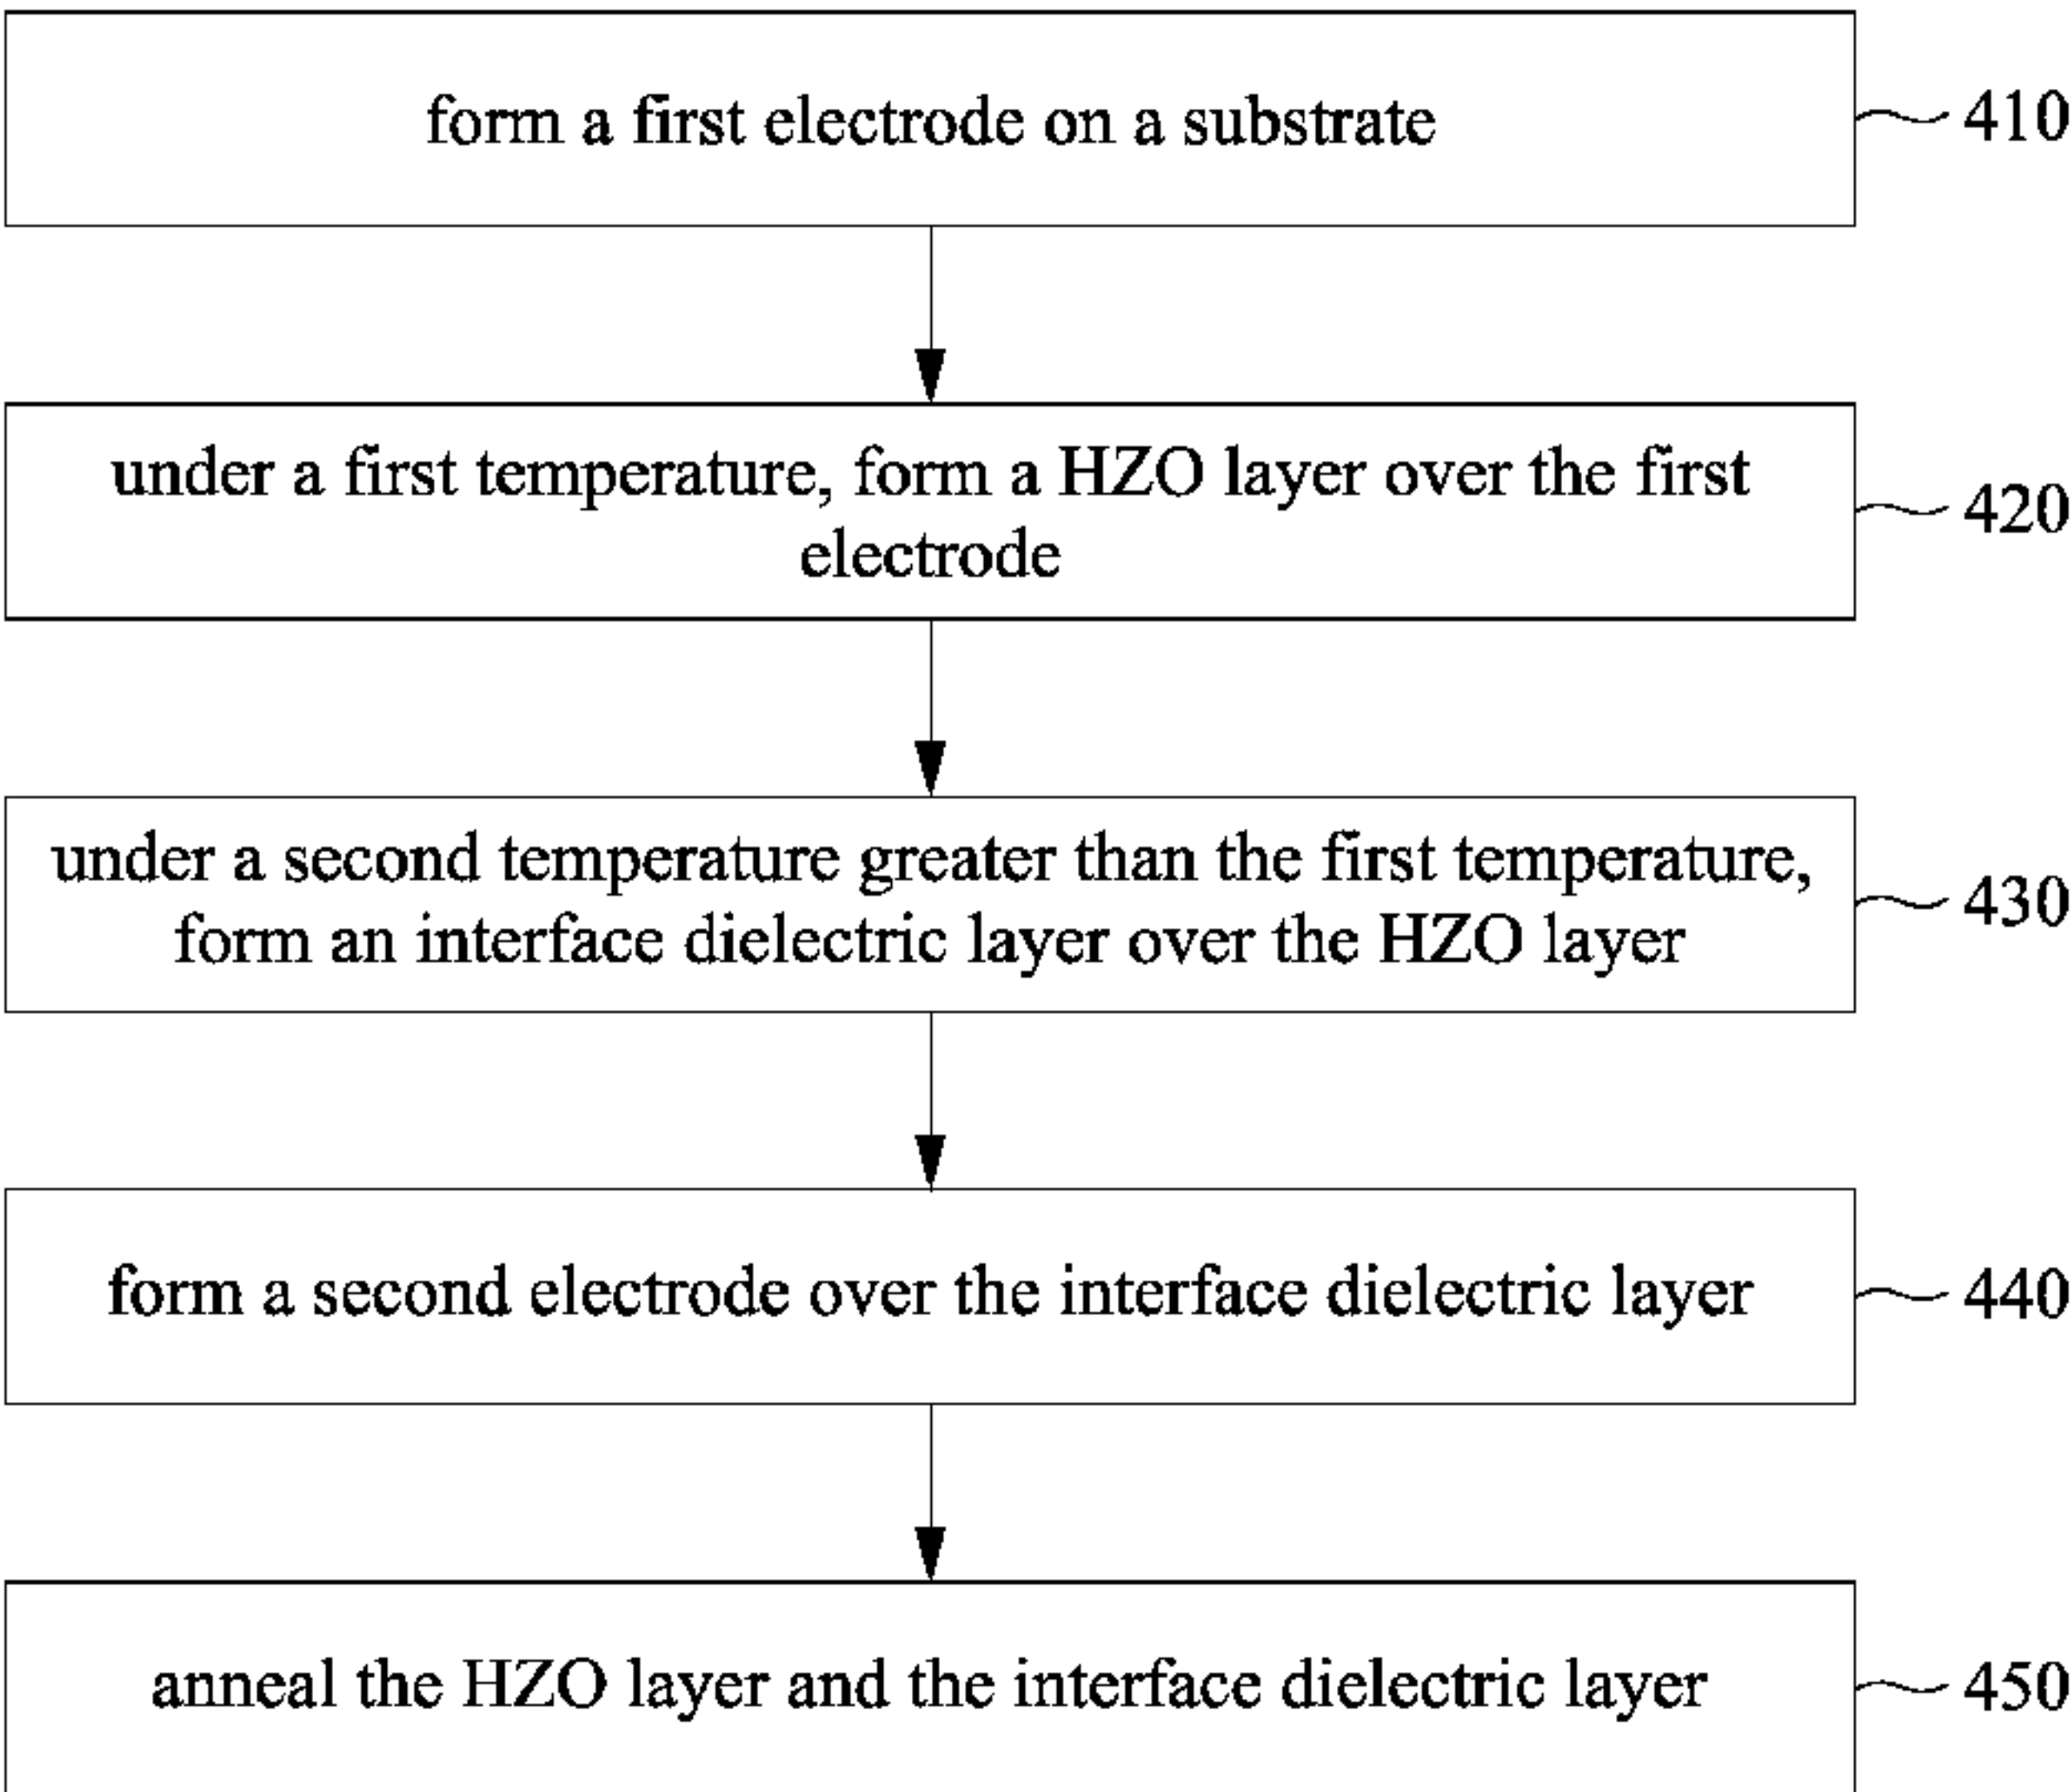 form a first electrode on a substrate
410
under a first temperature, form a HZO layer over the first
electrode
420
under a second temperature greater than the first temperature,
form an interface dielectric layer over the HZO layer
430
form a second electrode over the interface dielectric layer
440
anneal the HZO layer and the interface dielectric layer
450